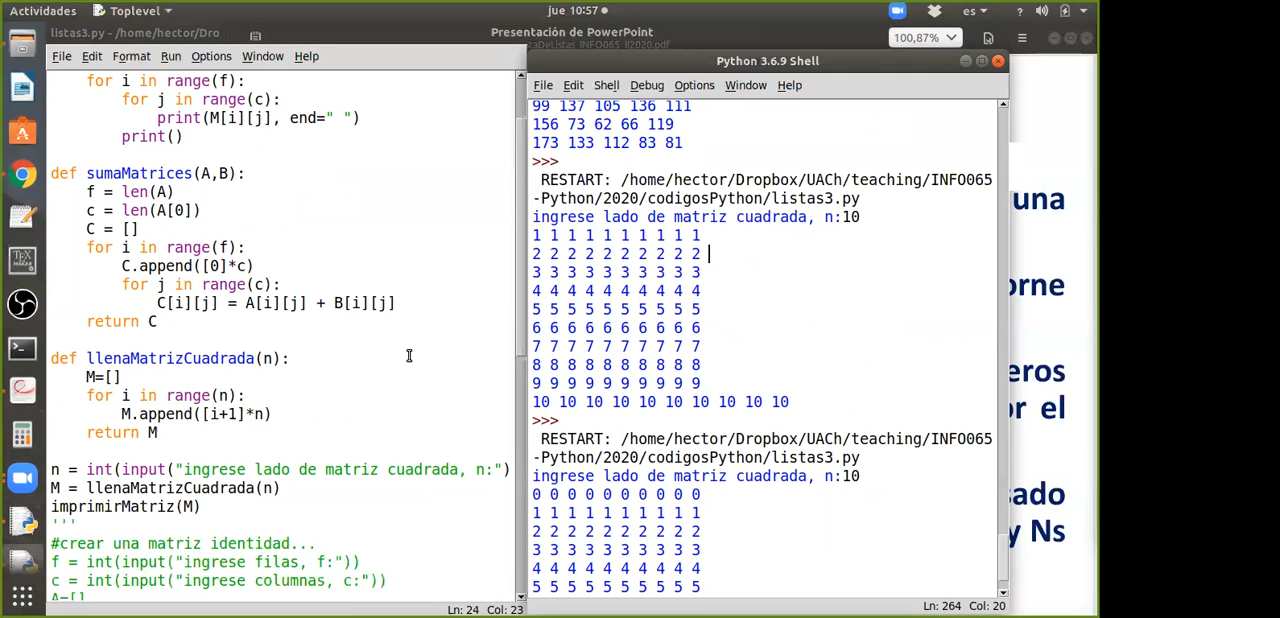 Actividades
Toplevel
jue 10:57
es
listas3.py - /home/hector/Dro
Presentación de PowerPoint
taDeListas_INFO065_II2020.pdf
100,87%
File Edit Format Run Options Window Help
for i in range(f):
for j in range(c):
print(M[i][j], end=" ")
print()
def sumaMatrices(A,B):
f = len(A)
c = len(A[0])
C = []
for i in range(f):
C.append([0]*c)
for j in range(c):
C[i][j] = A[i][j] + B[i][j]
return C
def llenaMatrizCuadrada(n):
M=[]
for i in range(n):
M.append([i+1]*n)
return M
n = int(input("ingrese lado de matriz cuadrada, n:")
M = llenaMatrizCuadrada(n)
imprimirMatriz(M)
'''
#crear una matriz identidad...
f = int(input("ingrese filas, f:"))
c = int(input("ingrese columnas, c:"))
A=[]
Ln: 24 Col: 23
Python 3.6.9 Shell
File Edit Shell Debug Options Window Help
99 137 105 136 111
156 73 62 66 119
173 133 112 83 81
>>>
RESTART: /home/hector/Dropbox/UACh/teaching/INFO065
-Python/2020/codigosPython/listas3.py
ingrese lado de matriz cuadrada, n:10
1 1 1 1 1 1 1 1 1 1
2 2 2 2 2 2 2 2 2 2
3 3 3 3 3 3 3 3 3 3
4 4 4 4 4 4 4 4 4 4
5 5 5 5 5 5 5 5 5 5
6 6 6 6 6 6 6 6 6 6
7 7 7 7 7 7 7 7 7 7
8 8 8 8 8 8 8 8 8 8
9 9 9 9 9 9 9 9 9 9
10 10 10 10 10 10 10 10 10 10
>>>
RESTART: /home/hector/Dropbox/UACh/teaching/INFO065
-Python/2020/codigosPython/listas3.py
ingrese lado de matriz cuadrada, n:10
0 0 0 0 0 0 0 0 0 0
1 1 1 1 1 1 1 1 1 1
2 2 2 2 2 2 2 2 2 2
3 3 3 3 3 3 3 3 3 3
4 4 4 4 4 4 4 4 4 4
5 5 5 5 5 5 5 5 5 5
Ln: 264 Col: 20
una
orne
eros
or el
sado
y Ns